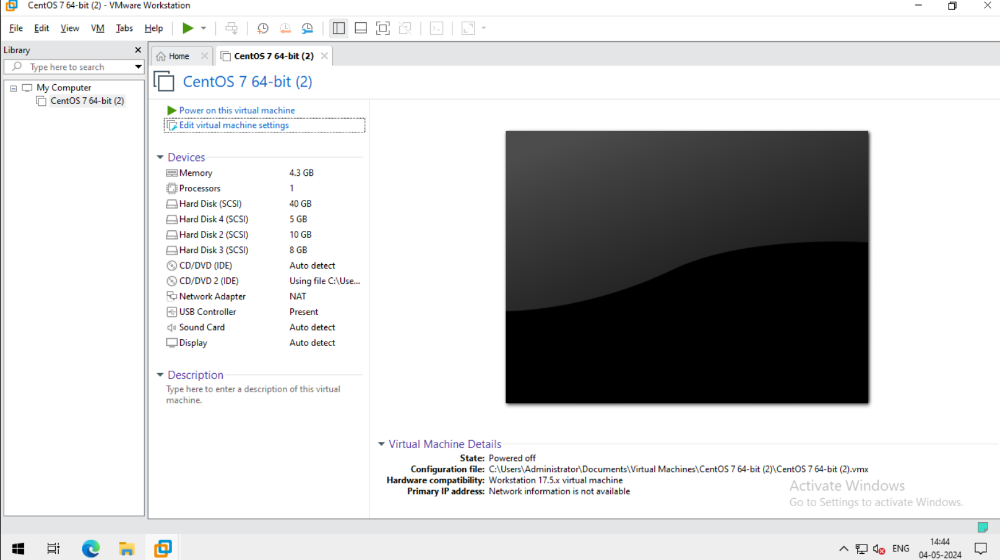 CentOS 7 64-bit (2) - VMware Workstation
File Edit View VM Tabs Help
Library
Type here to search
My Computer
CentOS 7 64-bit (2)
Home
CentOS 7 64-bit (2)
CentOS 7 64-bit (2)
Power on this virtual machine
Edit virtual machine settings
Devices
Memory 4.3 GB
Processors 1
Hard Disk (SCSI) 40 GB
Hard Disk 4 (SCSI) 5 GB
Hard Disk 2 (SCSI) 10 GB
Hard Disk 3 (SCSI) 8 GB
CD/DVD (IDE) Auto detect
CD/DVD 2 (IDE) Using file C:\Use...
Network Adapter NAT
USB Controller Present
Sound Card Auto detect
Display Auto detect
Description
Type here to enter a description of this virtual
machine.
Virtual Machine Details
State: Powered off
Configuration file: C:\Users\Administrator\Documents\Virtual Machines\CentOS 7 64-bit (2)\CentOS 7 64-bit (2).vmx
Hardware compatibility: Workstation 17.5.x virtual machine
Primary IP address: Network information is not available
Activate Windows
Go to Settings to activate Windows.
ENG
14:44
04-05-2024